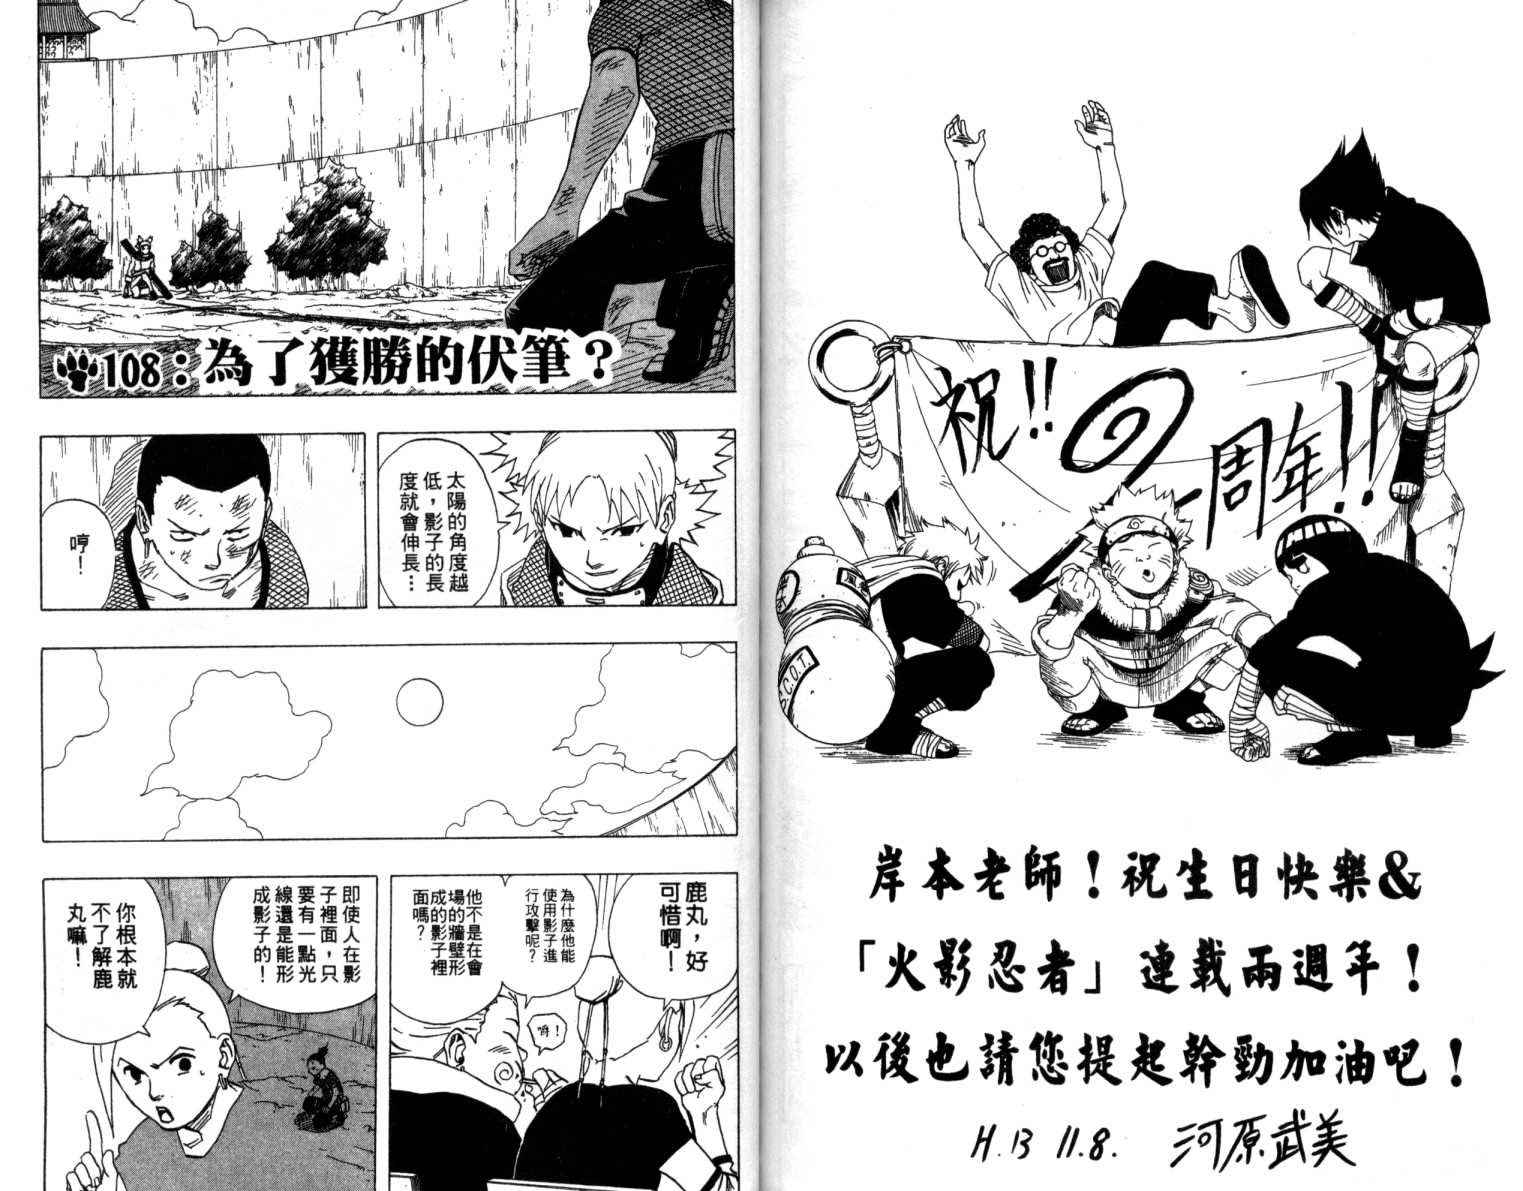 祝!!
一周年!!
S.C.O.T.
岸本老師！祝生日快樂&
「火影忍者」連載兩週年！
以後也請您提起幹勁加油吧！
H.13 11.8. 河原武美
108：為了獲勝的伏筆？
太陽的角度越
低，影子的長
度就會伸長…
哼！
鹿丸，好
可惜啊！
為什麼他能
使用影子進
行攻擊呢？
他不是在會
場的牆壁形
成的影子裡
面嗎？
唷！
即使人在影
子裡面，只
要有一點光
線還是能形
成影子的！
你根本就
不了解鹿
丸嘛！